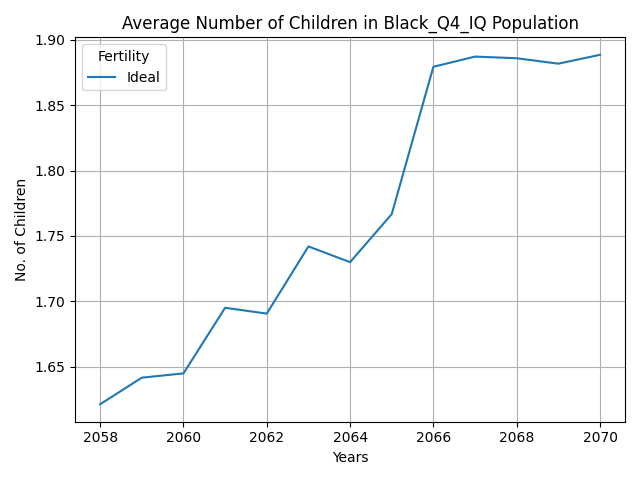 Average Number of Children in Black_Q4_IQ Population
Fertility
Ideal
No. of Children
1.90
1.85
1.80
1.75
1.70
1.65
2058 2060 2062 2064 2066 2068 2070
Years